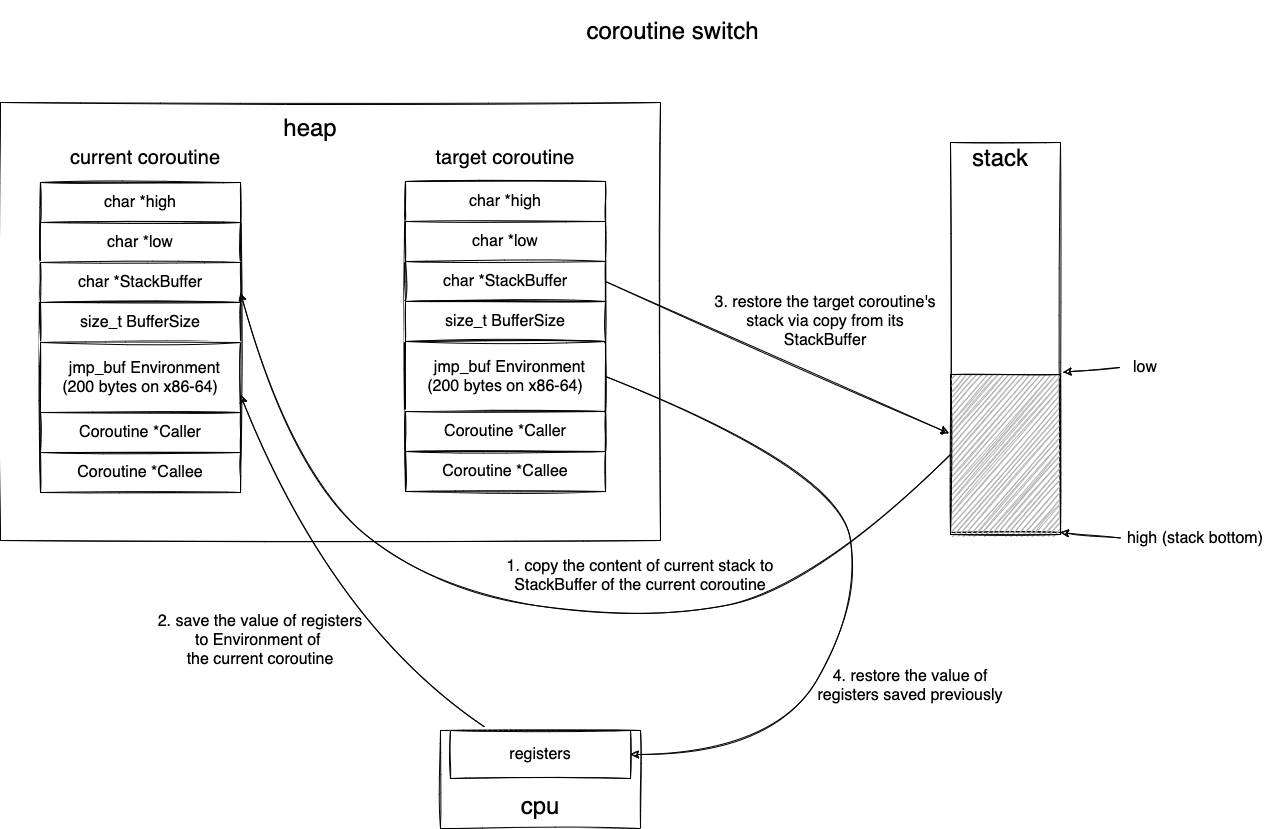 coroutine switch
heap
current coroutine
char *high
char *low
char *StackBuffer
size_t BufferSize
jmp_buf Environment
(200 bytes on x86-64)
Coroutine *Caller
Coroutine *Callee
target coroutine
char *high
char *low
char *StackBuffer
size_t BufferSize
jmp_buf Environment
(200 bytes on x86-64)
Coroutine *Caller
Coroutine *Callee
stack
3. restore the target coroutine's
stack via copy from its
StackBuffer
low
high (stack bottom)
1. copy the content of current stack to
StackBuffer of the current coroutine
2. save the value of registers
to Environment of
the current coroutine
4. restore the value of
registers saved previously
registers
cpu